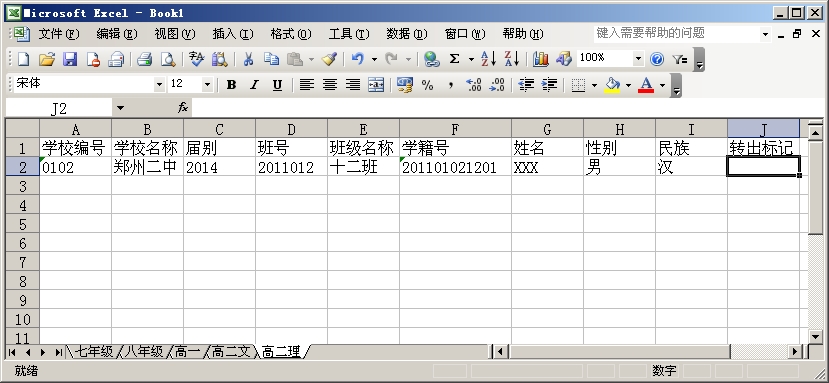 Microsoft Excel - Book1
文件(F) 编辑(E) 视图(V) 插入(I) 格式(O) 工具(T) 数据(D) 窗口(W) 帮助(H) 键入需要帮助的问题
100%
宋体 12 B I U
J2 fx
A B C D E F G H I J
1 学校编号 学校名称 届别 班号 班级名称 学籍号 姓名 性别 民族 转出标记
2 0102 郑州二中 2014 2011012 十二班 201101021201 XXX 男 汉
3
4
5
6
7
8
9
10
11
七年级 八年级 高一 高二文 高二理
就绪 数字